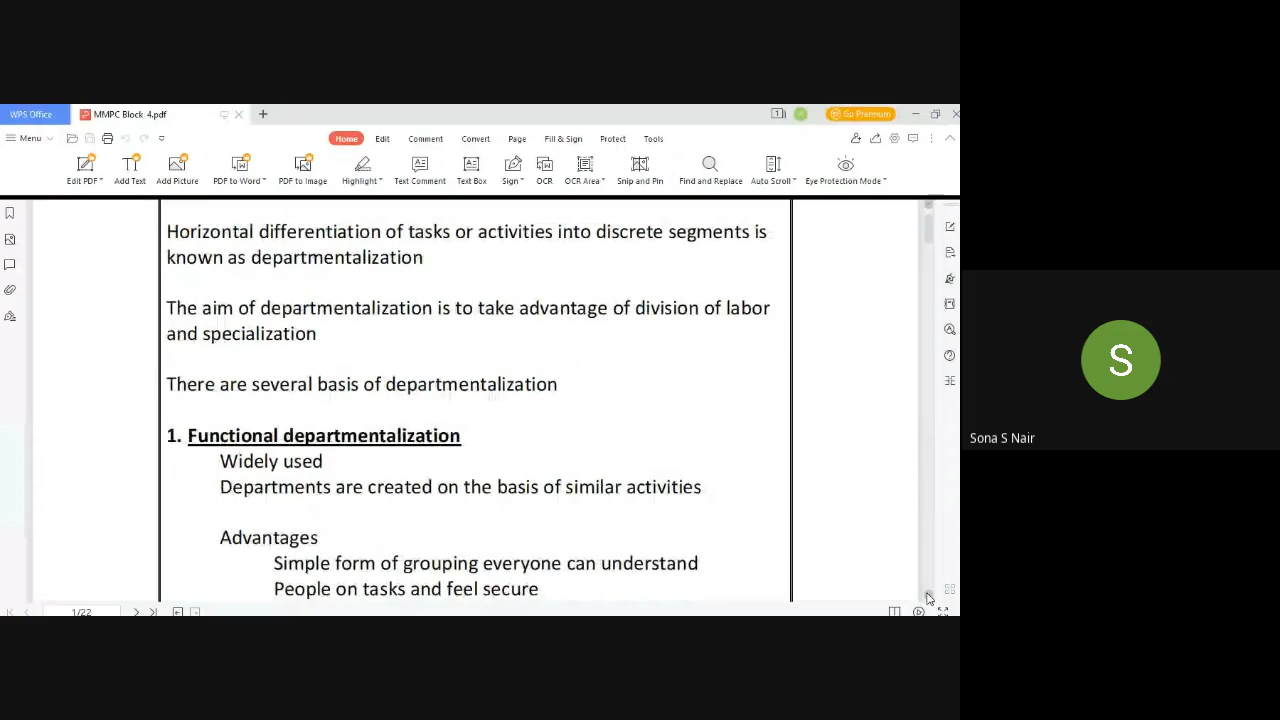 WPS Office
MMPC Block 4.pdf
Go Premium
Menu
Home
Edit
Comment
Convert
Page
Fill & Sign
Protect
Tools
Edit PDF
Add Text
Add Picture
PDF to Word
PDF to Image
Highlight
Text Comment
Text Box
Sign
OCR
OCR Area
Snip and Pin
Find and Replace
Auto Scroll
Eye Protection Mode
Horizontal differentiation of tasks or activities into discrete segments is
known as departmentalization
The aim of departmentalization is to take advantage of division of labor
and specialization
There are several basis of departmentalization
1. Functional departmentalization
Widely used
Departments are created on the basis of similar activities
Advantages
Simple form of grouping everyone can understand
People on tasks and feel secure
1/22
S
Sona S Nair